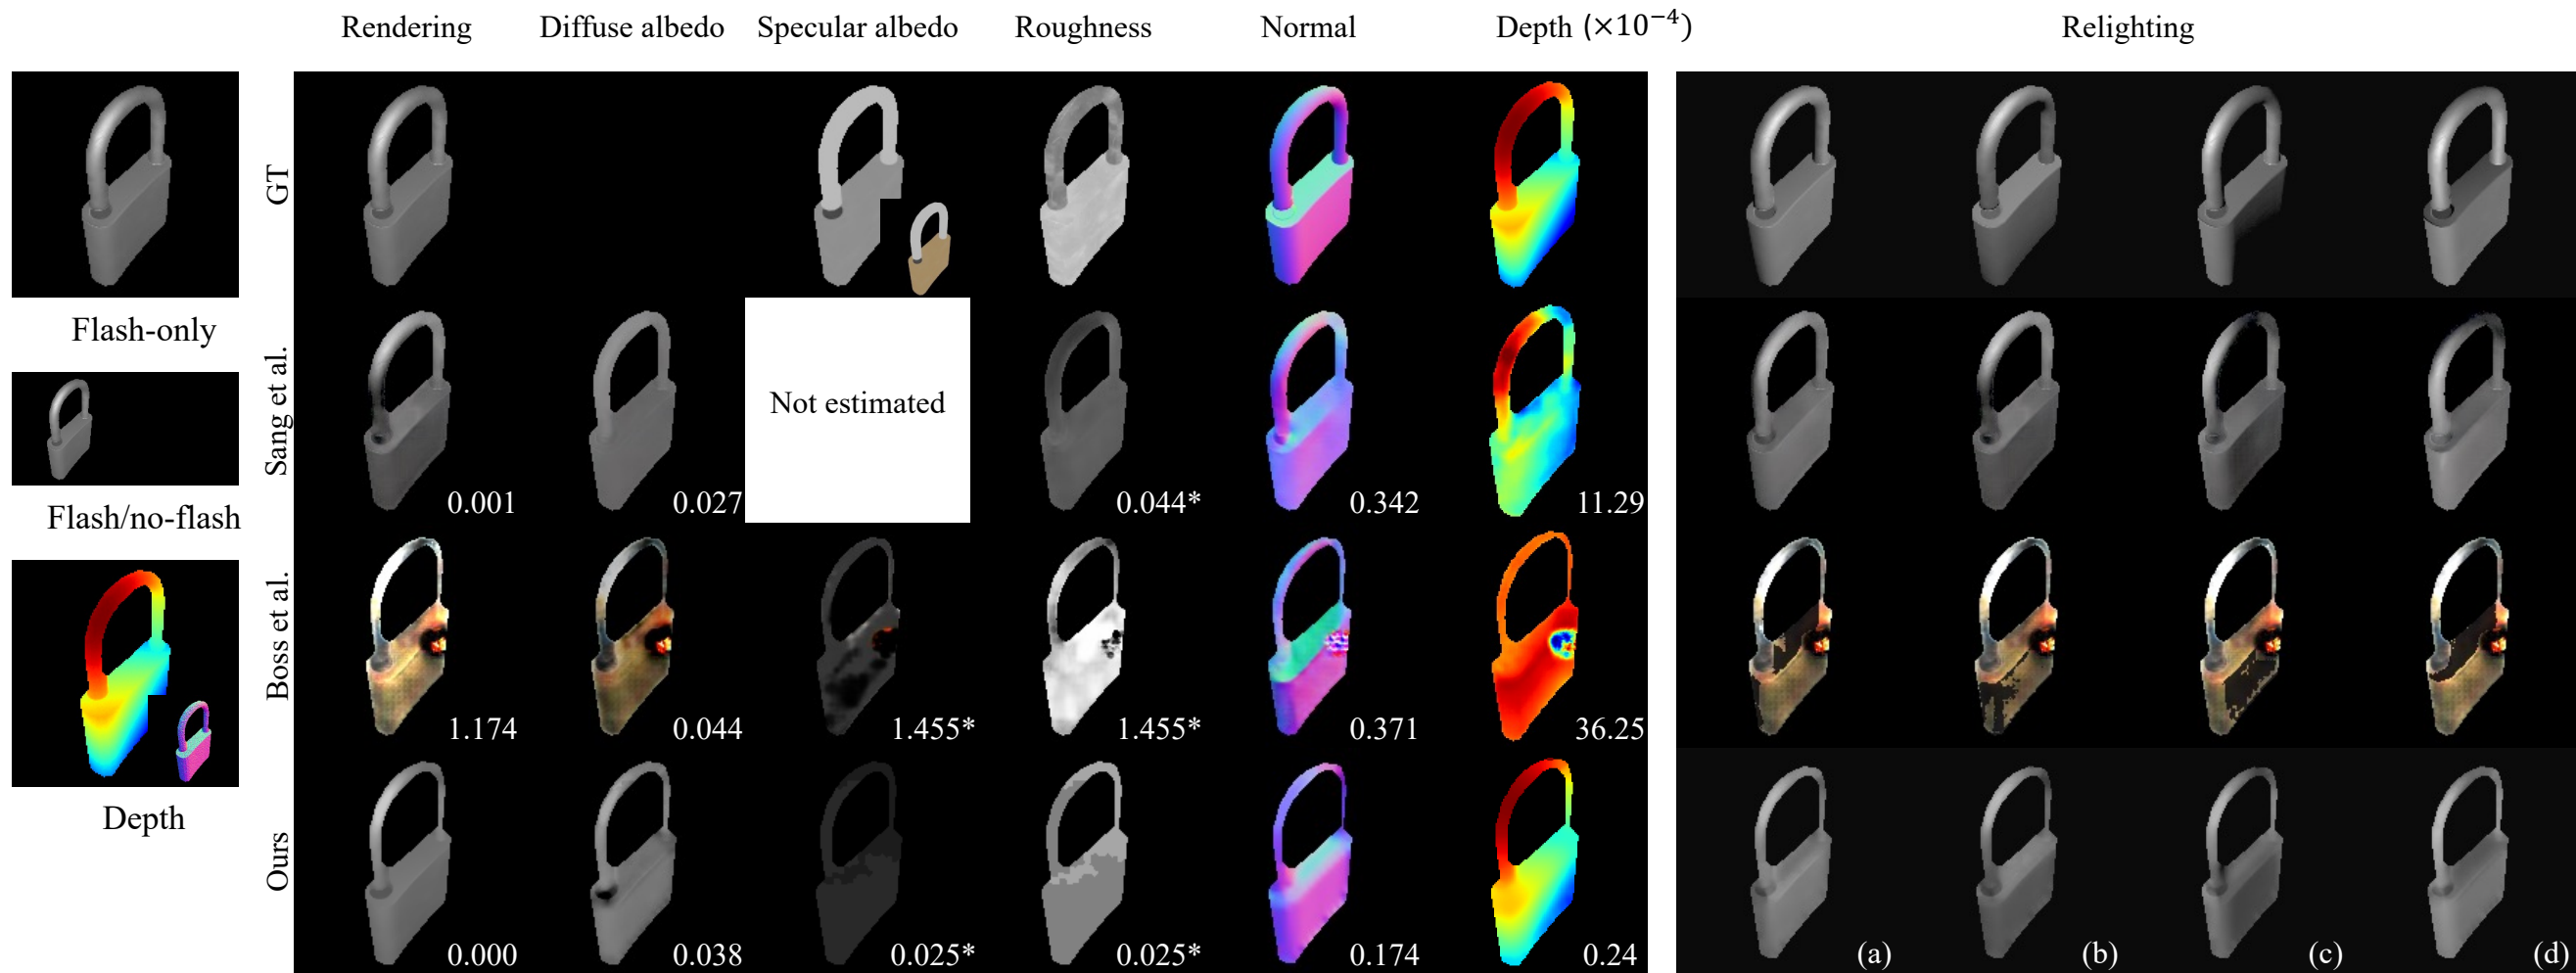 Rendering Diffuse albedo Specular albedo Roughness Normal Depth (×10⁻⁴) Relighting
GT
Flash-only
Sang et al.
Not estimated
0.001 0.027 0.044* 0.342 11.29
Flash/no-flash
Boss et al.
1.174 0.044 1.455* 1.455* 0.371 36.25
Depth
Ours
0.000 0.038 0.025* 0.025* 0.174 0.24 (a) (b) (c) (d)